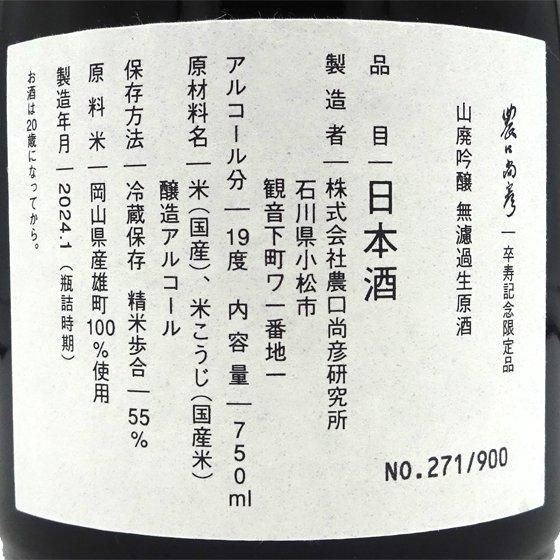 農口尚彦｜卒寿記念限定品
山廃吟醸 無濾過生原酒
品目｜日本酒
製造者｜株式会社農口尚彦研究所
石川県小松市
観音下町ワ一番地一
アルコール分｜19度 内容量｜750ml
原材料名｜米(国産)、米こうじ(国産米)
醸造アルコール
保存方法｜冷蔵保存 精米歩合｜55%
原料米｜岡山県産雄町100%使用
製造年月｜2024.1（瓶詰時期）
お酒は20歳になってから。
NO.271/900